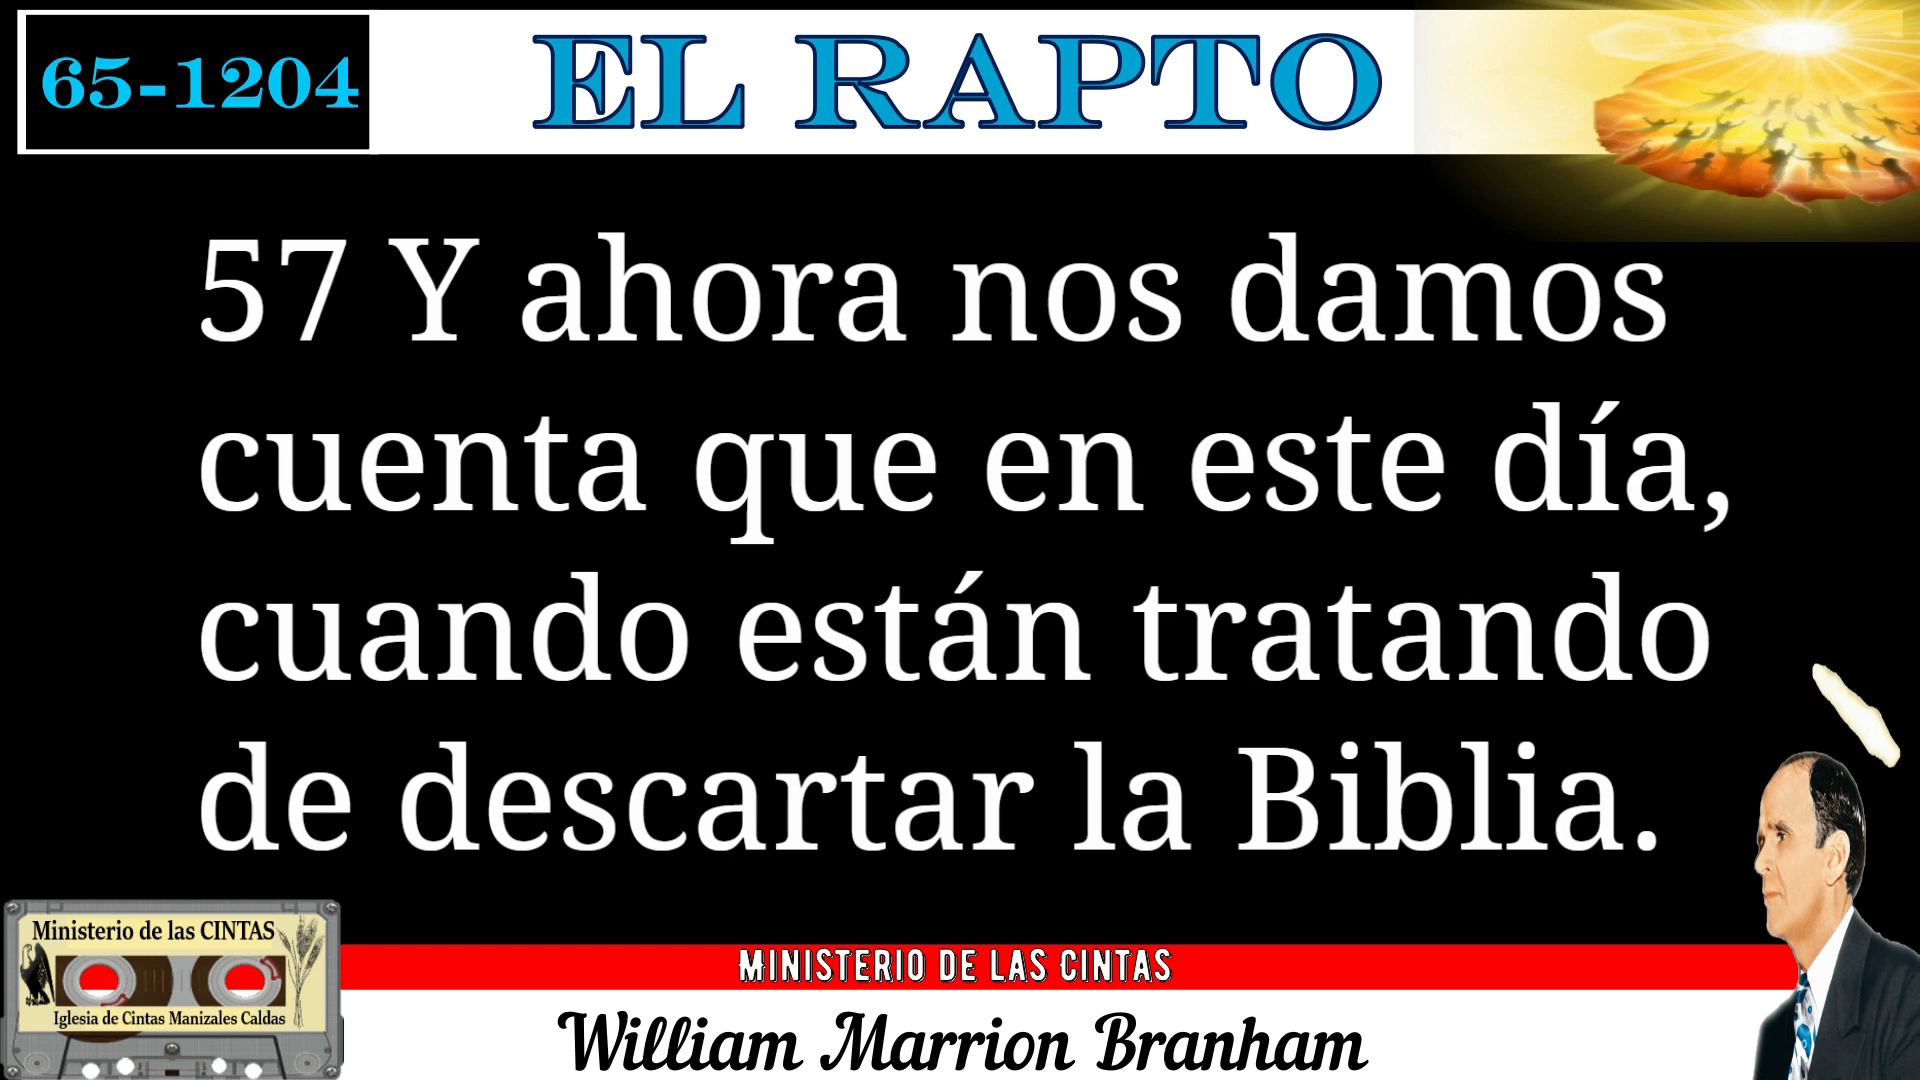 65-1204
EL RAPTO
57 Y ahora nos damos
cuenta que en este día,
cuando están tratando
de descartar la Biblia.
Ministerio de las CINTAS
Iglesia de Cintas Manizales Caldas
MINISTERIO DE LAS CINTAS
William Marrion Branham